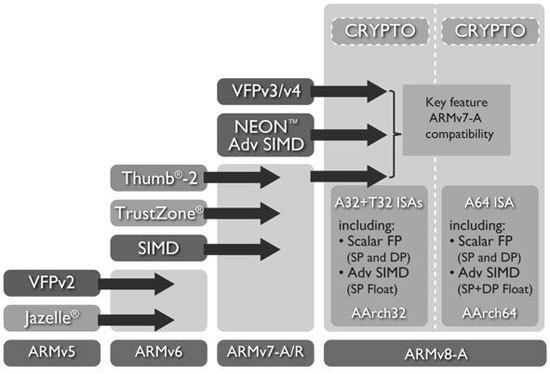 CRYPTO
CRYPTO
VFPv3/v4
Key feature
ARMv7-A
compatibility
NEON™
Adv SIMD
Thumb®-2
TrustZone®
SIMD
A32+T32 ISAs
including:
• Scalar FP
(SP and DP)
• Adv SIMD
(SP Float)
AArch32
A64 ISA
including:
• Scalar FP
(SP and DP)
• Adv SIMD
(SP+DP Float)
AArch64
VFPv2
Jazelle®
ARMv5
ARMv6
ARMv7-A/R
ARMv8-A